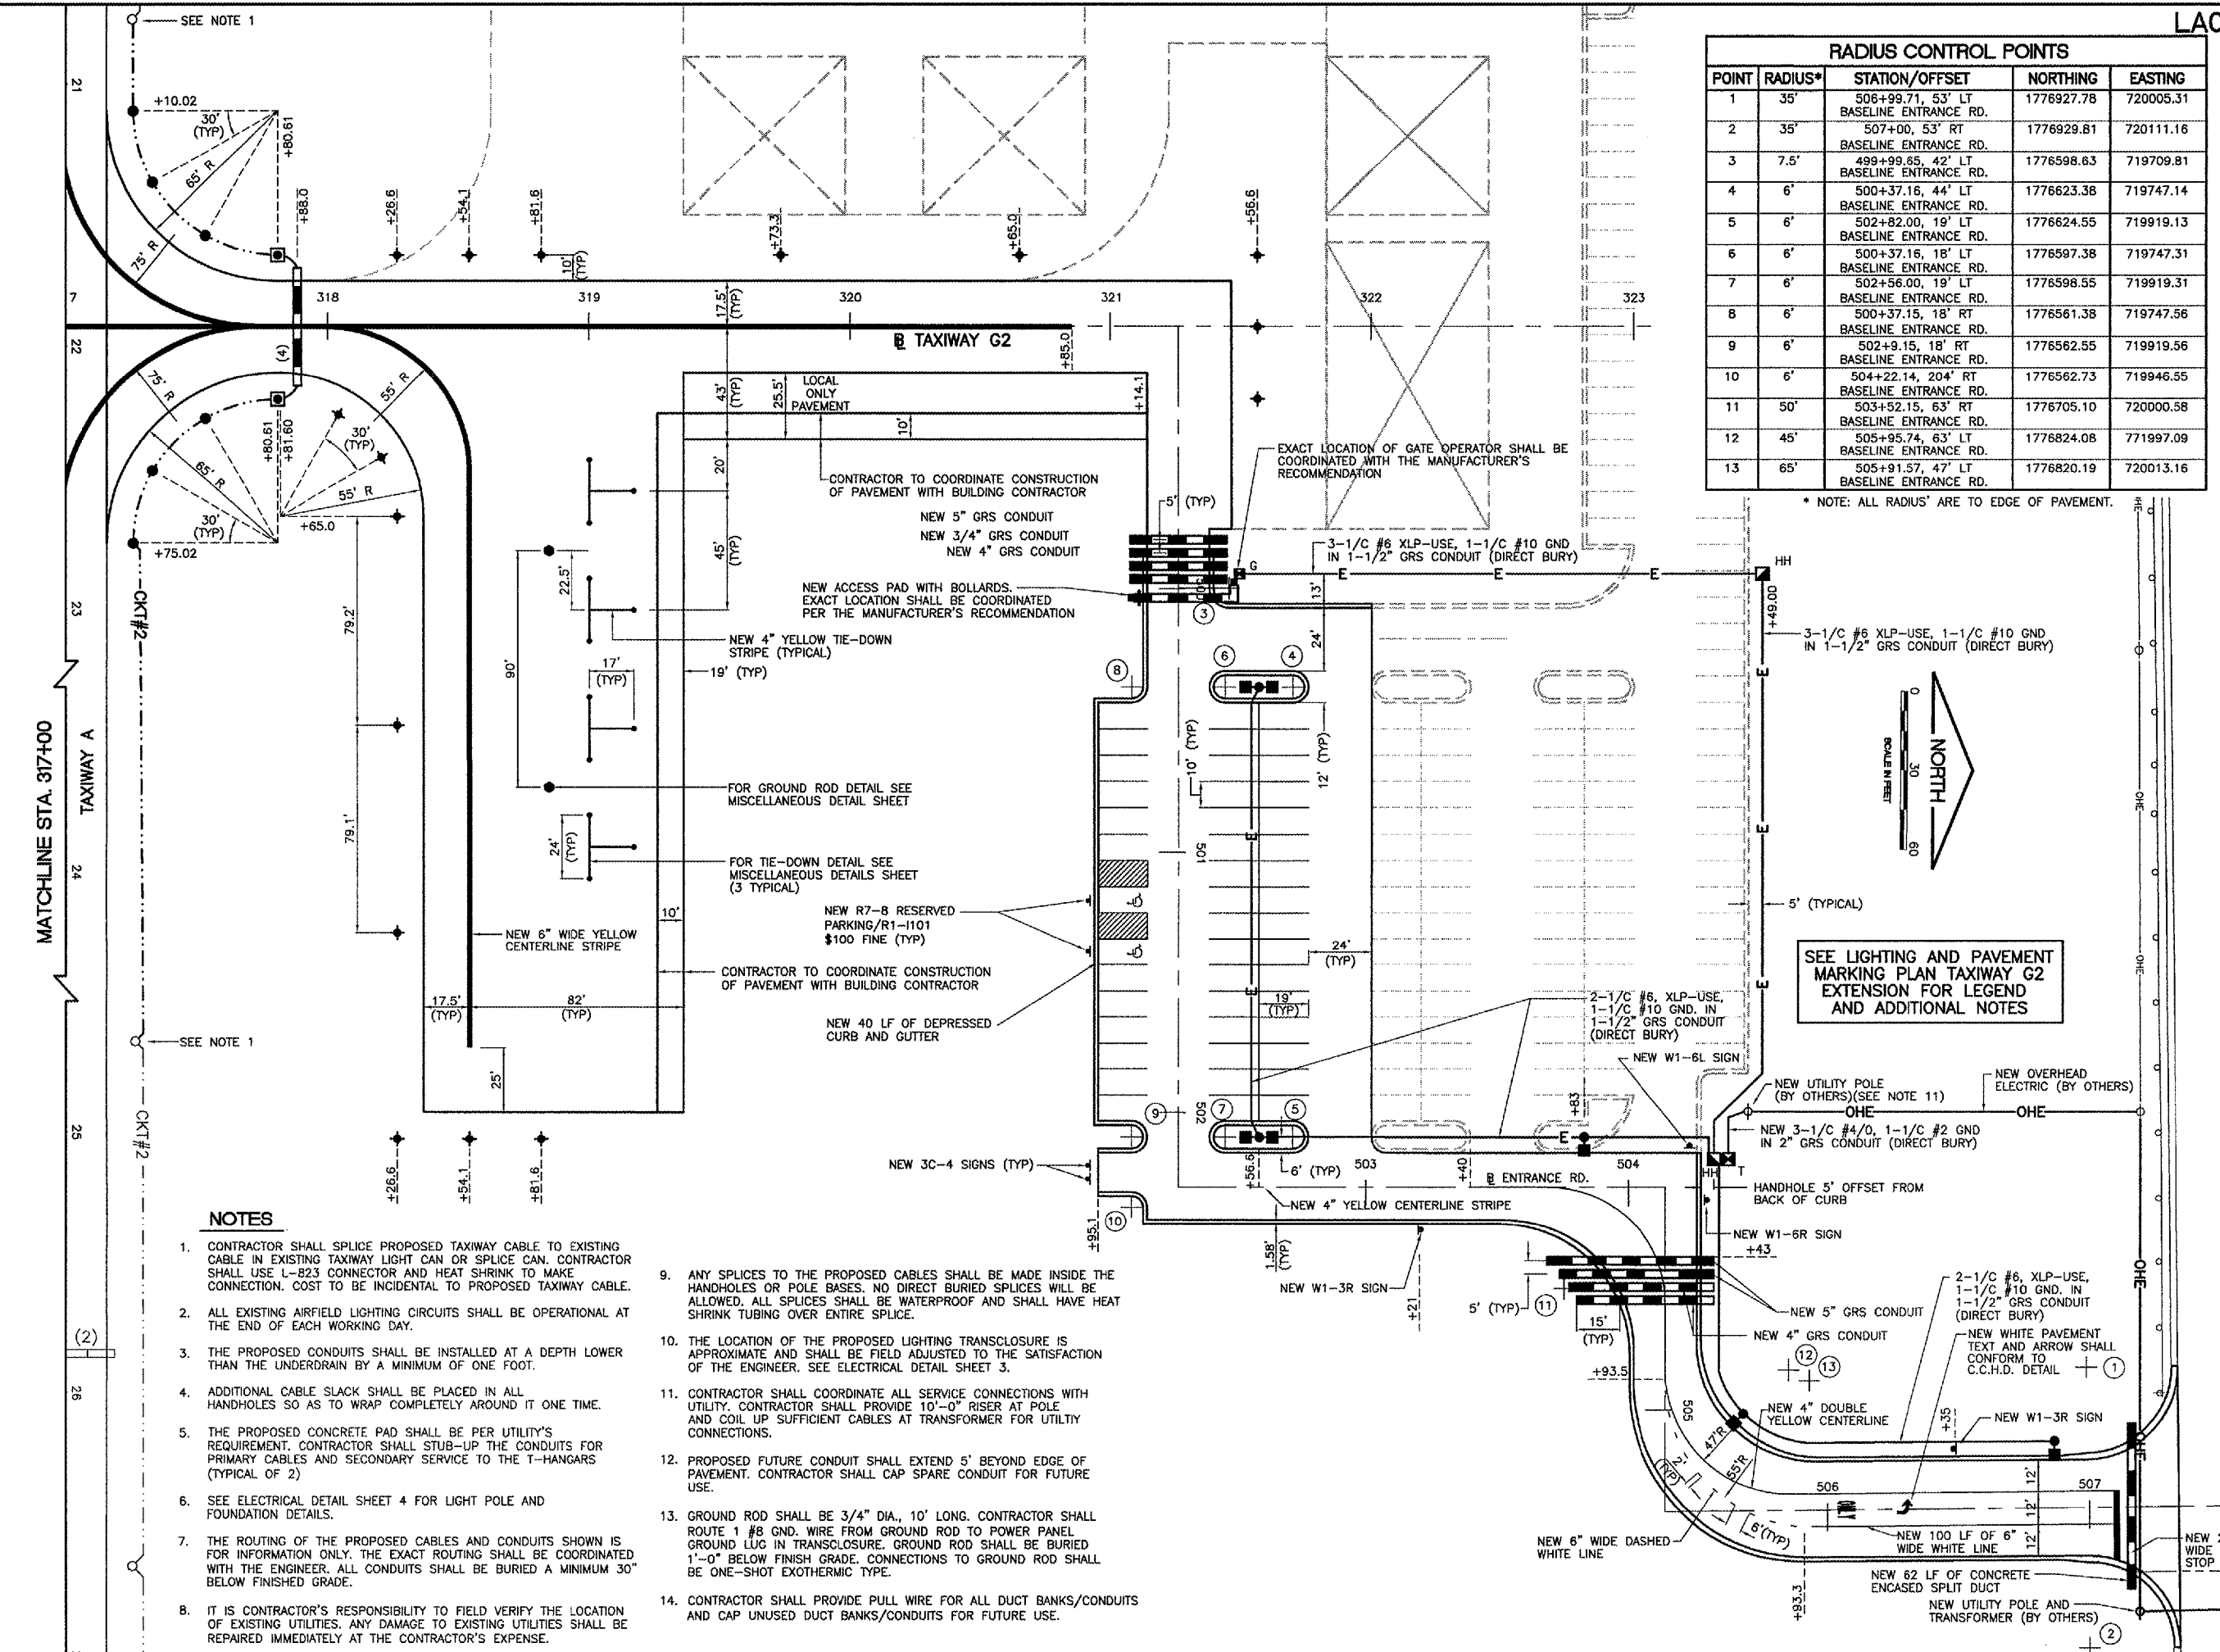 LAC
RADIUS CONTROL POINTS
POINT RADIUS* STATION/OFFSET NORTHING EASTING
1 35' 506+99.71, 53' LT BASELINE ENTRANCE RD. 1776927.78 720005.31
2 35' 507+00, 53' RT BASELINE ENTRANCE RD. 1776929.81 720111.16
3 7.5' 499+99.65, 42' LT BASELINE ENTRANCE RD. 1776598.63 719709.81
4 6' 500+37.16, 44' LT BASELINE ENTRANCE RD. 1776623.38 719747.14
5 6' 502+82.00, 19' LT BASELINE ENTRANCE RD. 1776624.55 719919.13
6 6' 500+37.16, 18' LT BASELINE ENTRANCE RD. 1776597.38 719747.31
7 6' 502+56.00, 19' LT BASELINE ENTRANCE RD. 1776598.55 719919.31
8 6' 500+37.15, 18' RT BASELINE ENTRANCE RD. 1776561.38 719747.56
9 6' 502+9.15, 18' RT BASELINE ENTRANCE RD. 1776562.55 719919.56
10 6' 504+22.14, 204' RT BASELINE ENTRANCE RD. 1776562.73 719946.55
11 50' 503+52.15, 63' RT BASELINE ENTRANCE RD. 1776705.10 720000.58
12 45' 505+95.74, 63' LT BASELINE ENTRANCE RD. 1776824.08 771997.09
13 65' 505+91.57, 47' LT BASELINE ENTRANCE RD. 1776820.19 720013.16
* NOTE: ALL RADIUS' ARE TO EDGE OF PAVEMENT.
SEE NOTE 1
21
+10.02
30'
(TYP)
+80.61
65' R
75' R
+88.0
+26.6
+54.1
+81.6
10'
(TYP)
+73.3
+65.0
+56.6
7
318
319
320
321
322
323
17.5'
(TYP)
22
(4)
℄ TAXIWAY G2
+85.0
75' R
55' R
43'
(TYP)
25.5'
LOCAL
ONLY
PAVEMENT
+14.1
10'
30'
(TYP)
+80.61
+81.60
65' R
55' R
30'
(TYP)
+65.0
+75.02
20'
45'
(TYP)
CONTRACTOR TO COORDINATE CONSTRUCTION
OF PAVEMENT WITH BUILDING CONTRACTOR
NEW 5" GRS CONDUIT
NEW 3/4" GRS CONDUIT
NEW 4" GRS CONDUIT
EXACT LOCATION OF GATE OPERATOR SHALL BE
COORDINATED WITH THE MANUFACTURER'S
RECOMMENDATION
5' (TYP)
3-1/C #6 XLP-USE, 1-1/C #10 GND
IN 1-1/2" GRS CONDUIT (DIRECT BURY)
G
E
E
E
HH
NEW ACCESS PAD WITH BOLLARDS.
EXACT LOCATION SHALL BE COORDINATED
PER THE MANUFACTURER'S RECOMMENDATION
3
13'
24'
+49.00
3-1/C #6 XLP-USE, 1-1/C #10 GND
IN 1-1/2" GRS CONDUIT (DIRECT BURY)
CKT#2
23
79.2'
22.5'
90'
NEW 4" YELLOW TIE-DOWN
STRIPE (TYPICAL)
17'
(TYP)
19' (TYP)
8
6
4
E
NORTH
0
30
60
SCALE IN FEET
MATCHLINE STA. 317+00
TAXIWAY A
(TYP)
10'
12' (TYP)
FOR GROUND ROD DETAIL SEE
MISCELLANEOUS DETAIL SHEET
79.1'
24
24'
(TYP)
FOR TIE-DOWN DETAIL SEE
MISCELLANEOUS DETAILS SHEET
(3 TYPICAL)
E
501
E
NEW R7-8 RESERVED
PARKING/R1-I101
$100 FINE (TYP)
5' (TYPICAL)
10'
NEW 6" WIDE YELLOW
CENTERLINE STRIPE
24'
(TYP)
SEE LIGHTING AND PAVEMENT
MARKING PLAN TAXIWAY G2
EXTENSION FOR LEGEND
AND ADDITIONAL NOTES
CONTRACTOR TO COORDINATE CONSTRUCTION
OF PAVEMENT WITH BUILDING CONTRACTOR
17.5'
(TYP)
82'
(TYP)
E
19'
(TYP)
E
2-1/C #6, XLP-USE,
1-1/C #10 GND. IN
1-1/2" GRS CONDUIT
(DIRECT BURY)
NEW 40 LF OF DEPRESSED
CURB AND GUTTER
SEE NOTE 1
25'
NEW W1-6L SIGN
NEW UTILITY POLE
(BY OTHERS)(SEE NOTE 11)
NEW OVERHEAD
ELECTRIC (BY OTHERS)
OHE
OHE
NEW 3-1/C #4/0, 1-1/C #2 GND
IN 2" GRS CONDUIT (DIRECT BURY)
CKT#2
25
9
502
7
5
+83
E
+26.6
+54.1
+81.6
NEW 3C-4 SIGNS (TYP)
+56.6
6' (TYP)
503
+40
504
HH
T
℄ ENTRANCE RD.
HANDHOLE 5' OFFSET FROM
BACK OF CURB
NEW 4" YELLOW CENTERLINE STRIPE
10
+95.1
1.58'
(TYP)
NEW W1-6R SIGN
+43
NEW W1-3R SIGN
+21
5' (TYP)
11
15'
(TYP)
NEW 5" GRS CONDUIT
NEW 4" GRS CONDUIT
2-1/C #6, XLP-USE,
1-1/C #10 GND. IN
1-1/2" GRS CONDUIT
(DIRECT BURY)
NEW WHITE PAVEMENT
TEXT AND ARROW SHALL
CONFORM TO
C.C.H.D. DETAIL
12
13
1
OHE
+93.5
505
NEW 4" DOUBLE
YELLOW CENTERLINE
+35
NEW W1-3R SIGN
47'R
2'
(TYP)
55'R
6'(TYP)
506
507
12'
12'
12'
NEW 6" WIDE DASHED
WHITE LINE
NEW 100 LF OF 6"
WIDE WHITE LINE
+93.3
NEW 62 LF OF CONCRETE
ENCASED SPLIT DUCT
NEW UTILITY POLE AND
TRANSFORMER (BY OTHERS)
NEW 2
WIDE
STOP
2
(2)
26
NOTES
1. CONTRACTOR SHALL SPLICE PROPOSED TAXIWAY CABLE TO EXISTING
CABLE IN EXISTING TAXIWAY LIGHT CAN OR SPLICE CAN. CONTRACTOR
SHALL USE L-823 CONNECTOR AND HEAT SHRINK TO MAKE
CONNECTION. COST TO BE INCIDENTAL TO PROPOSED TAXIWAY CABLE.
2. ALL EXISTING AIRFIELD LIGHTING CIRCUITS SHALL BE OPERATIONAL AT
THE END OF EACH WORKING DAY.
3. THE PROPOSED CONDUITS SHALL BE INSTALLED AT A DEPTH LOWER
THAN THE UNDERDRAIN BY A MINIMUM OF ONE FOOT.
4. ADDITIONAL CABLE SLACK SHALL BE PLACED IN ALL
HANDHOLES SO AS TO WRAP COMPLETELY AROUND IT ONE TIME.
5. THE PROPOSED CONCRETE PAD SHALL BE PER UTILITY'S
REQUIREMENT. CONTRACTOR SHALL STUB-UP THE CONDUITS FOR
PRIMARY CABLES AND SECONDARY SERVICE TO THE T-HANGARS
(TYPICAL OF 2)
6. SEE ELECTRICAL DETAIL SHEET 4 FOR LIGHT POLE AND
FOUNDATION DETAILS.
7. THE ROUTING OF THE PROPOSED CABLES AND CONDUITS SHOWN IS
FOR INFORMATION ONLY. THE EXACT ROUTING SHALL BE COORDINATED
WITH THE ENGINEER. ALL CONDUITS SHALL BE BURIED A MINIMUM 30"
BELOW FINISHED GRADE.
8. IT IS CONTRACTOR'S RESPONSIBILITY TO FIELD VERIFY THE LOCATION
OF EXISTING UTILITIES. ANY DAMAGE TO EXISTING UTILITIES SHALL BE
REPAIRED IMMEDIATELY AT THE CONTRACTOR'S EXPENSE.
9. ANY SPLICES TO THE PROPOSED CABLES SHALL BE MADE INSIDE THE
HANDHOLES OR POLE BASES. NO DIRECT BURIED SPLICES WILL BE
ALLOWED. ALL SPLICES SHALL BE WATERPROOF AND SHALL HAVE HEAT
SHRINK TUBING OVER ENTIRE SPLICE.
10. THE LOCATION OF THE PROPOSED LIGHTING TRANSCLOSURE IS
APPROXIMATE AND SHALL BE FIELD ADJUSTED TO THE SATISFACTION
OF THE ENGINEER. SEE ELECTRICAL DETAIL SHEET 3.
11. CONTRACTOR SHALL COORDINATE ALL SERVICE CONNECTIONS WITH
UTILITY. CONTRACTOR SHALL PROVIDE 10'-0" RISER AT POLE
AND COIL UP SUFFICIENT CABLES AT TRANSFORMER FOR UTILTIY
CONNECTIONS.
12. PROPOSED FUTURE CONDUIT SHALL EXTEND 5' BEYOND EDGE OF
PAVEMENT. CONTRACTOR SHALL CAP SPARE CONDUIT FOR FUTURE
USE.
13. GROUND ROD SHALL BE 3/4" DIA., 10' LONG. CONTRACTOR SHALL
ROUTE 1 #8 GND. WIRE FROM GROUND ROD TO POWER PANEL
GROUND LUG IN TRANSCLOSURE. GROUND ROD SHALL BE BURIED
1'-0" BELOW FINISH GRADE. CONNECTIONS TO GROUND ROD SHALL
BE ONE-SHOT EXOTHERMIC TYPE.
14. CONTRACTOR SHALL PROVIDE PULL WIRE FOR ALL DUCT BANKS/CONDUITS
AND CAP UNUSED DUCT BANKS/CONDUITS FOR FUTURE USE.